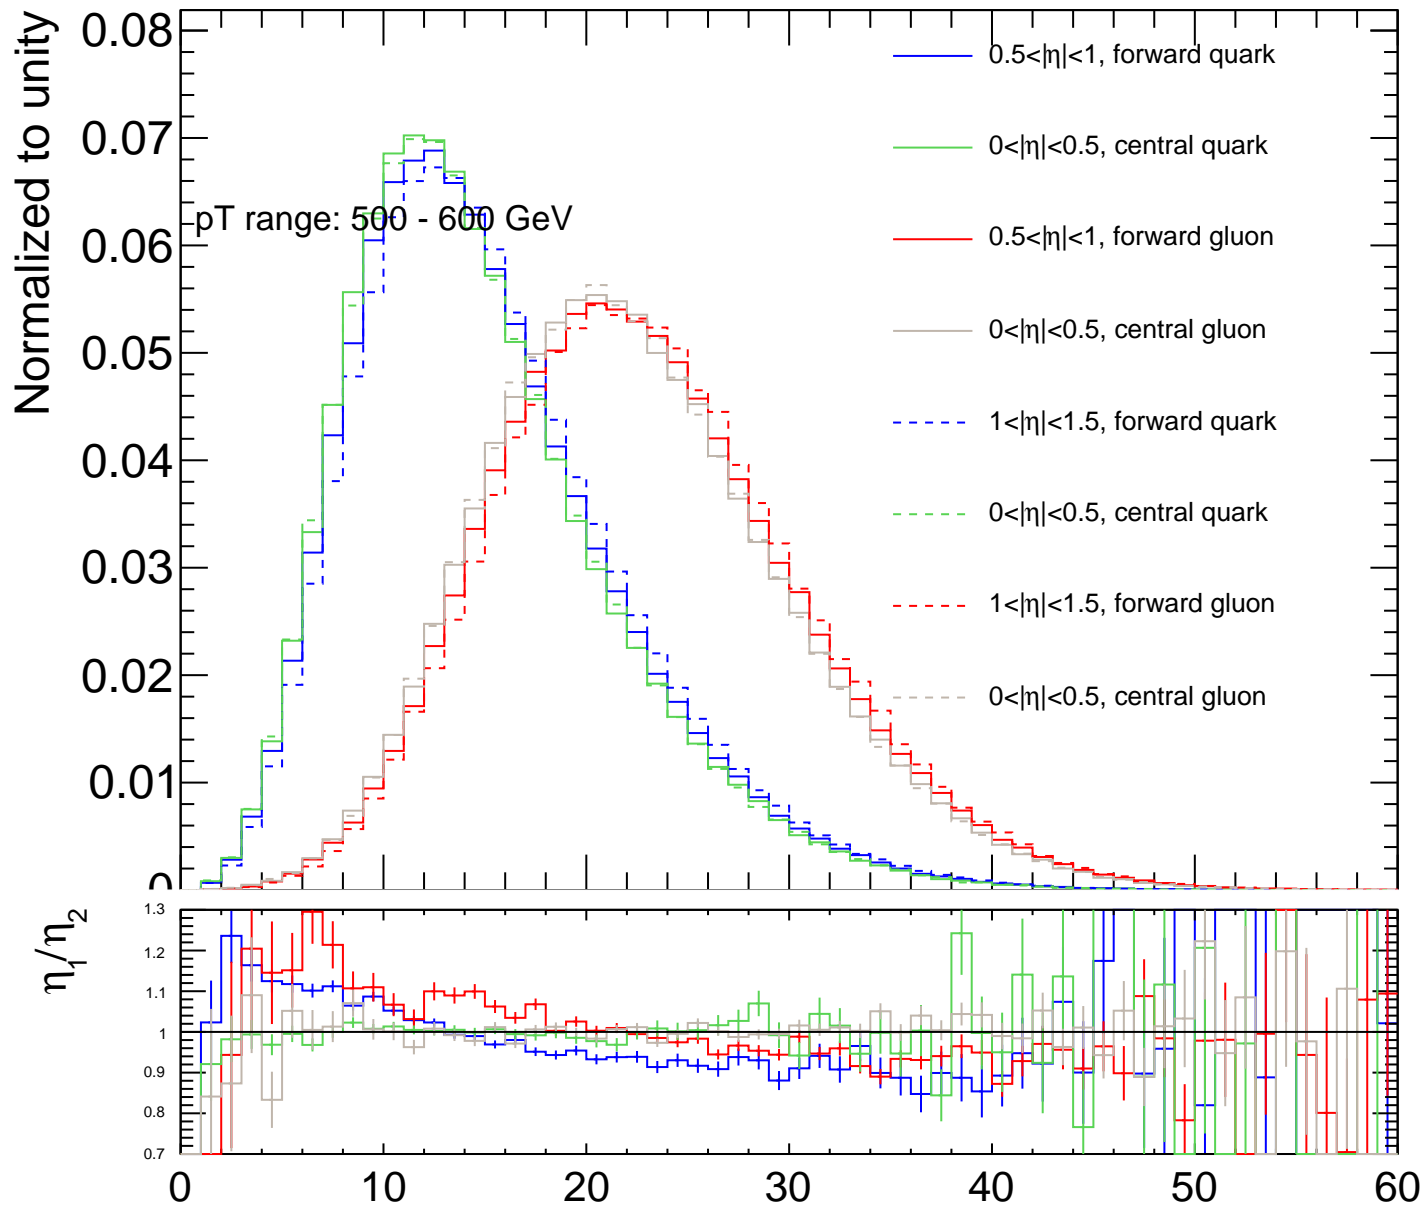 Normalized to unity
0.08
0.07
0.06
0.05
0.04
0.03
0.02
0.01
0
pT range: 500 - 600 GeV
0.5<|η|<1, forward quark
0<|η|<0.5, central quark
0.5<|η|<1, forward gluon
0<|η|<0.5, central gluon
1<|η|<1.5, forward quark
0<|η|<0.5, central quark
1<|η|<1.5, forward gluon
0<|η|<0.5, central gluon
η₁/η₂
1.3
1.2
1.1
1
0.9
0.8
0.7
0 10 20 30 40 50 60